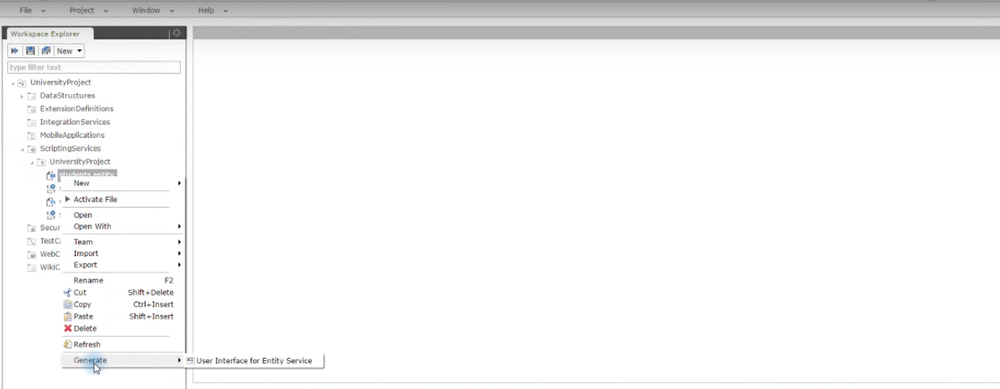 File Project Window Help
Workspace Explorer
New
type filter text
UniversityProject
DataStructures
ExtensionDefinitions
IntegrationServices
MobileApplications
ScriptingServices
UniversityProject
students.entity
New
Activate File
Open
Secur
Open With
TestCa
Team
WebC
Import
WikiC
Export
Rename F2
Cut Shift+Delete
Copy Ctrl+Insert
Paste Shift+Insert
Delete
Refresh
Generate
User Interface for Entity Service